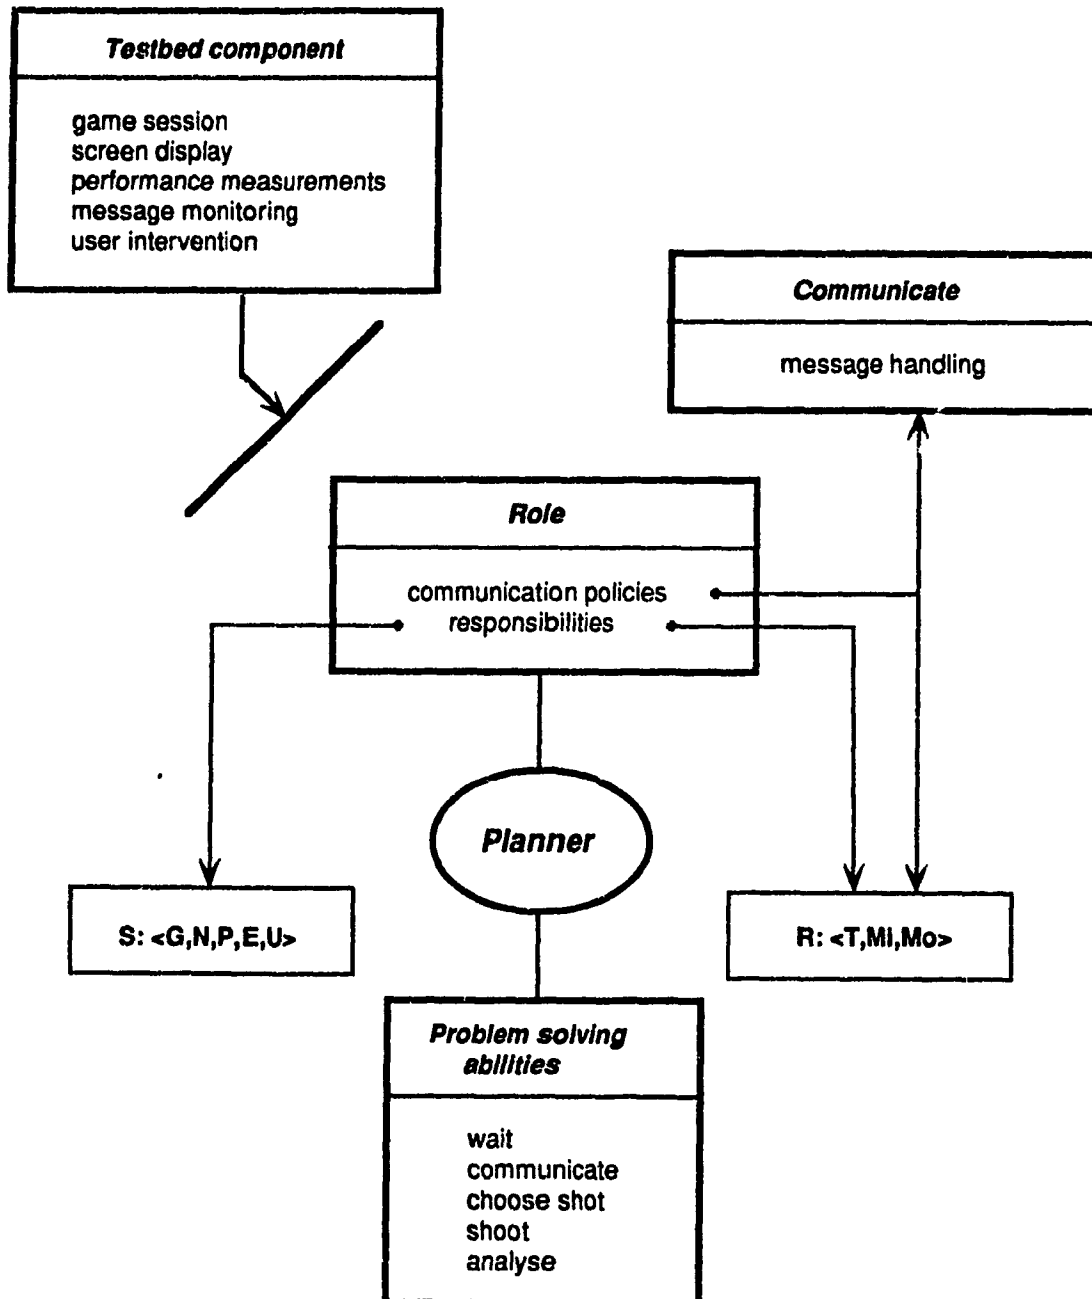 Testbed component
game session
screen display
performance measurements
message monitoring
user intervention
Communicate
message handling
Role
communication policies
responsibilities
Planner
S: <G,N,P,E,U>
R: <T,Mi,Mo>
Problem solving
abilities
wait
communicate
choose shot
shoot
analyse